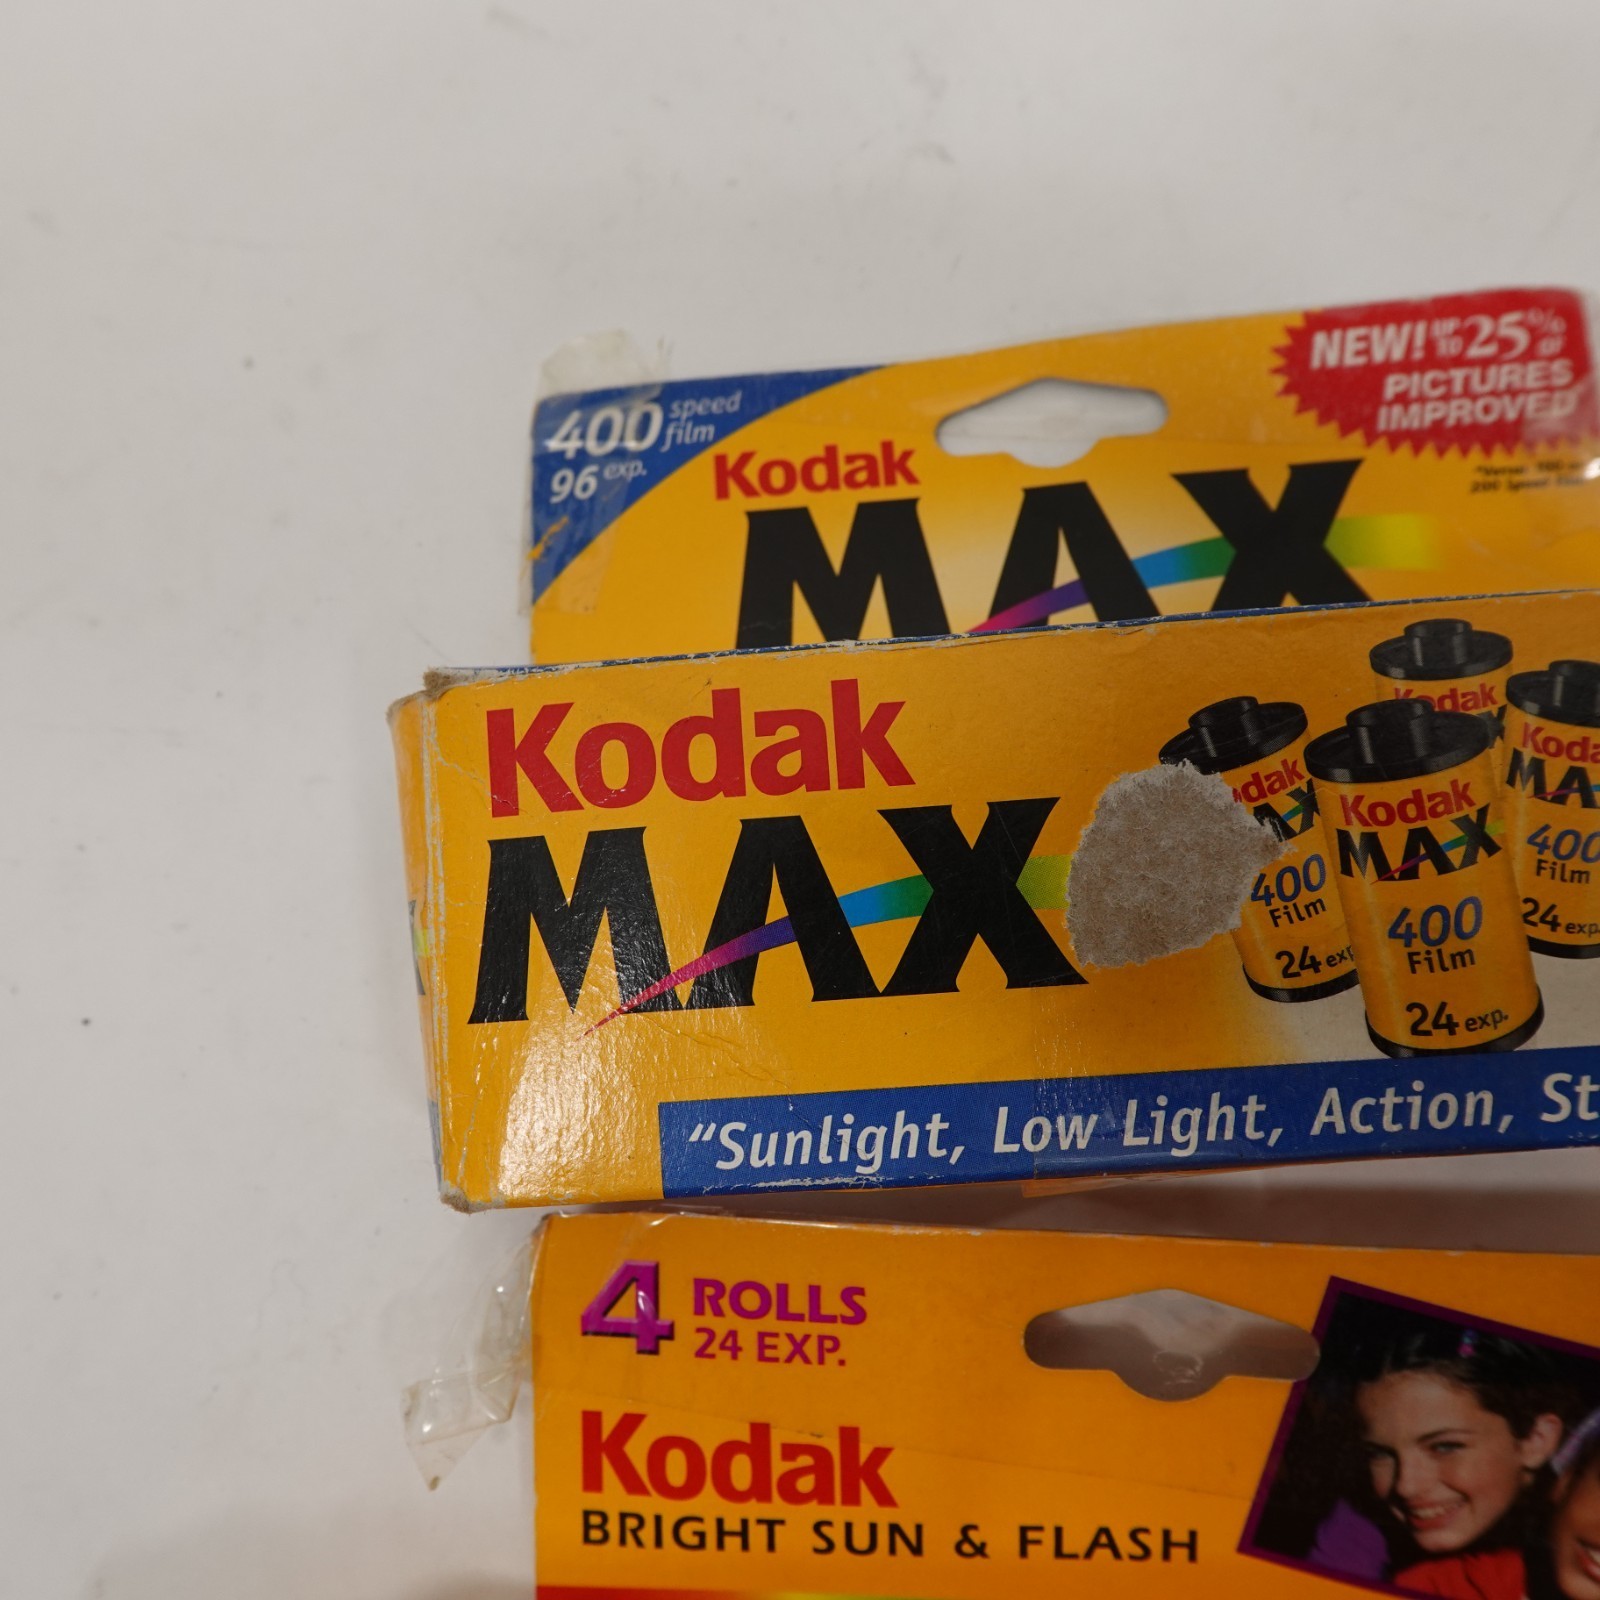 400 speed film
96 exp.
NEW! UP TO 25%
PICTURES
IMPROVED
Kodak
MAX
Kodak
MAX
Kodak
Kodak
MAX
400
Film
24 exp.
Kodak
MAX
400
Film
24 exp.
400
Film
24 exp.
"Sunlight, Low Light, Action, St
4 ROLLS
24 EXP.
Kodak
BRIGHT SUN & FLASH